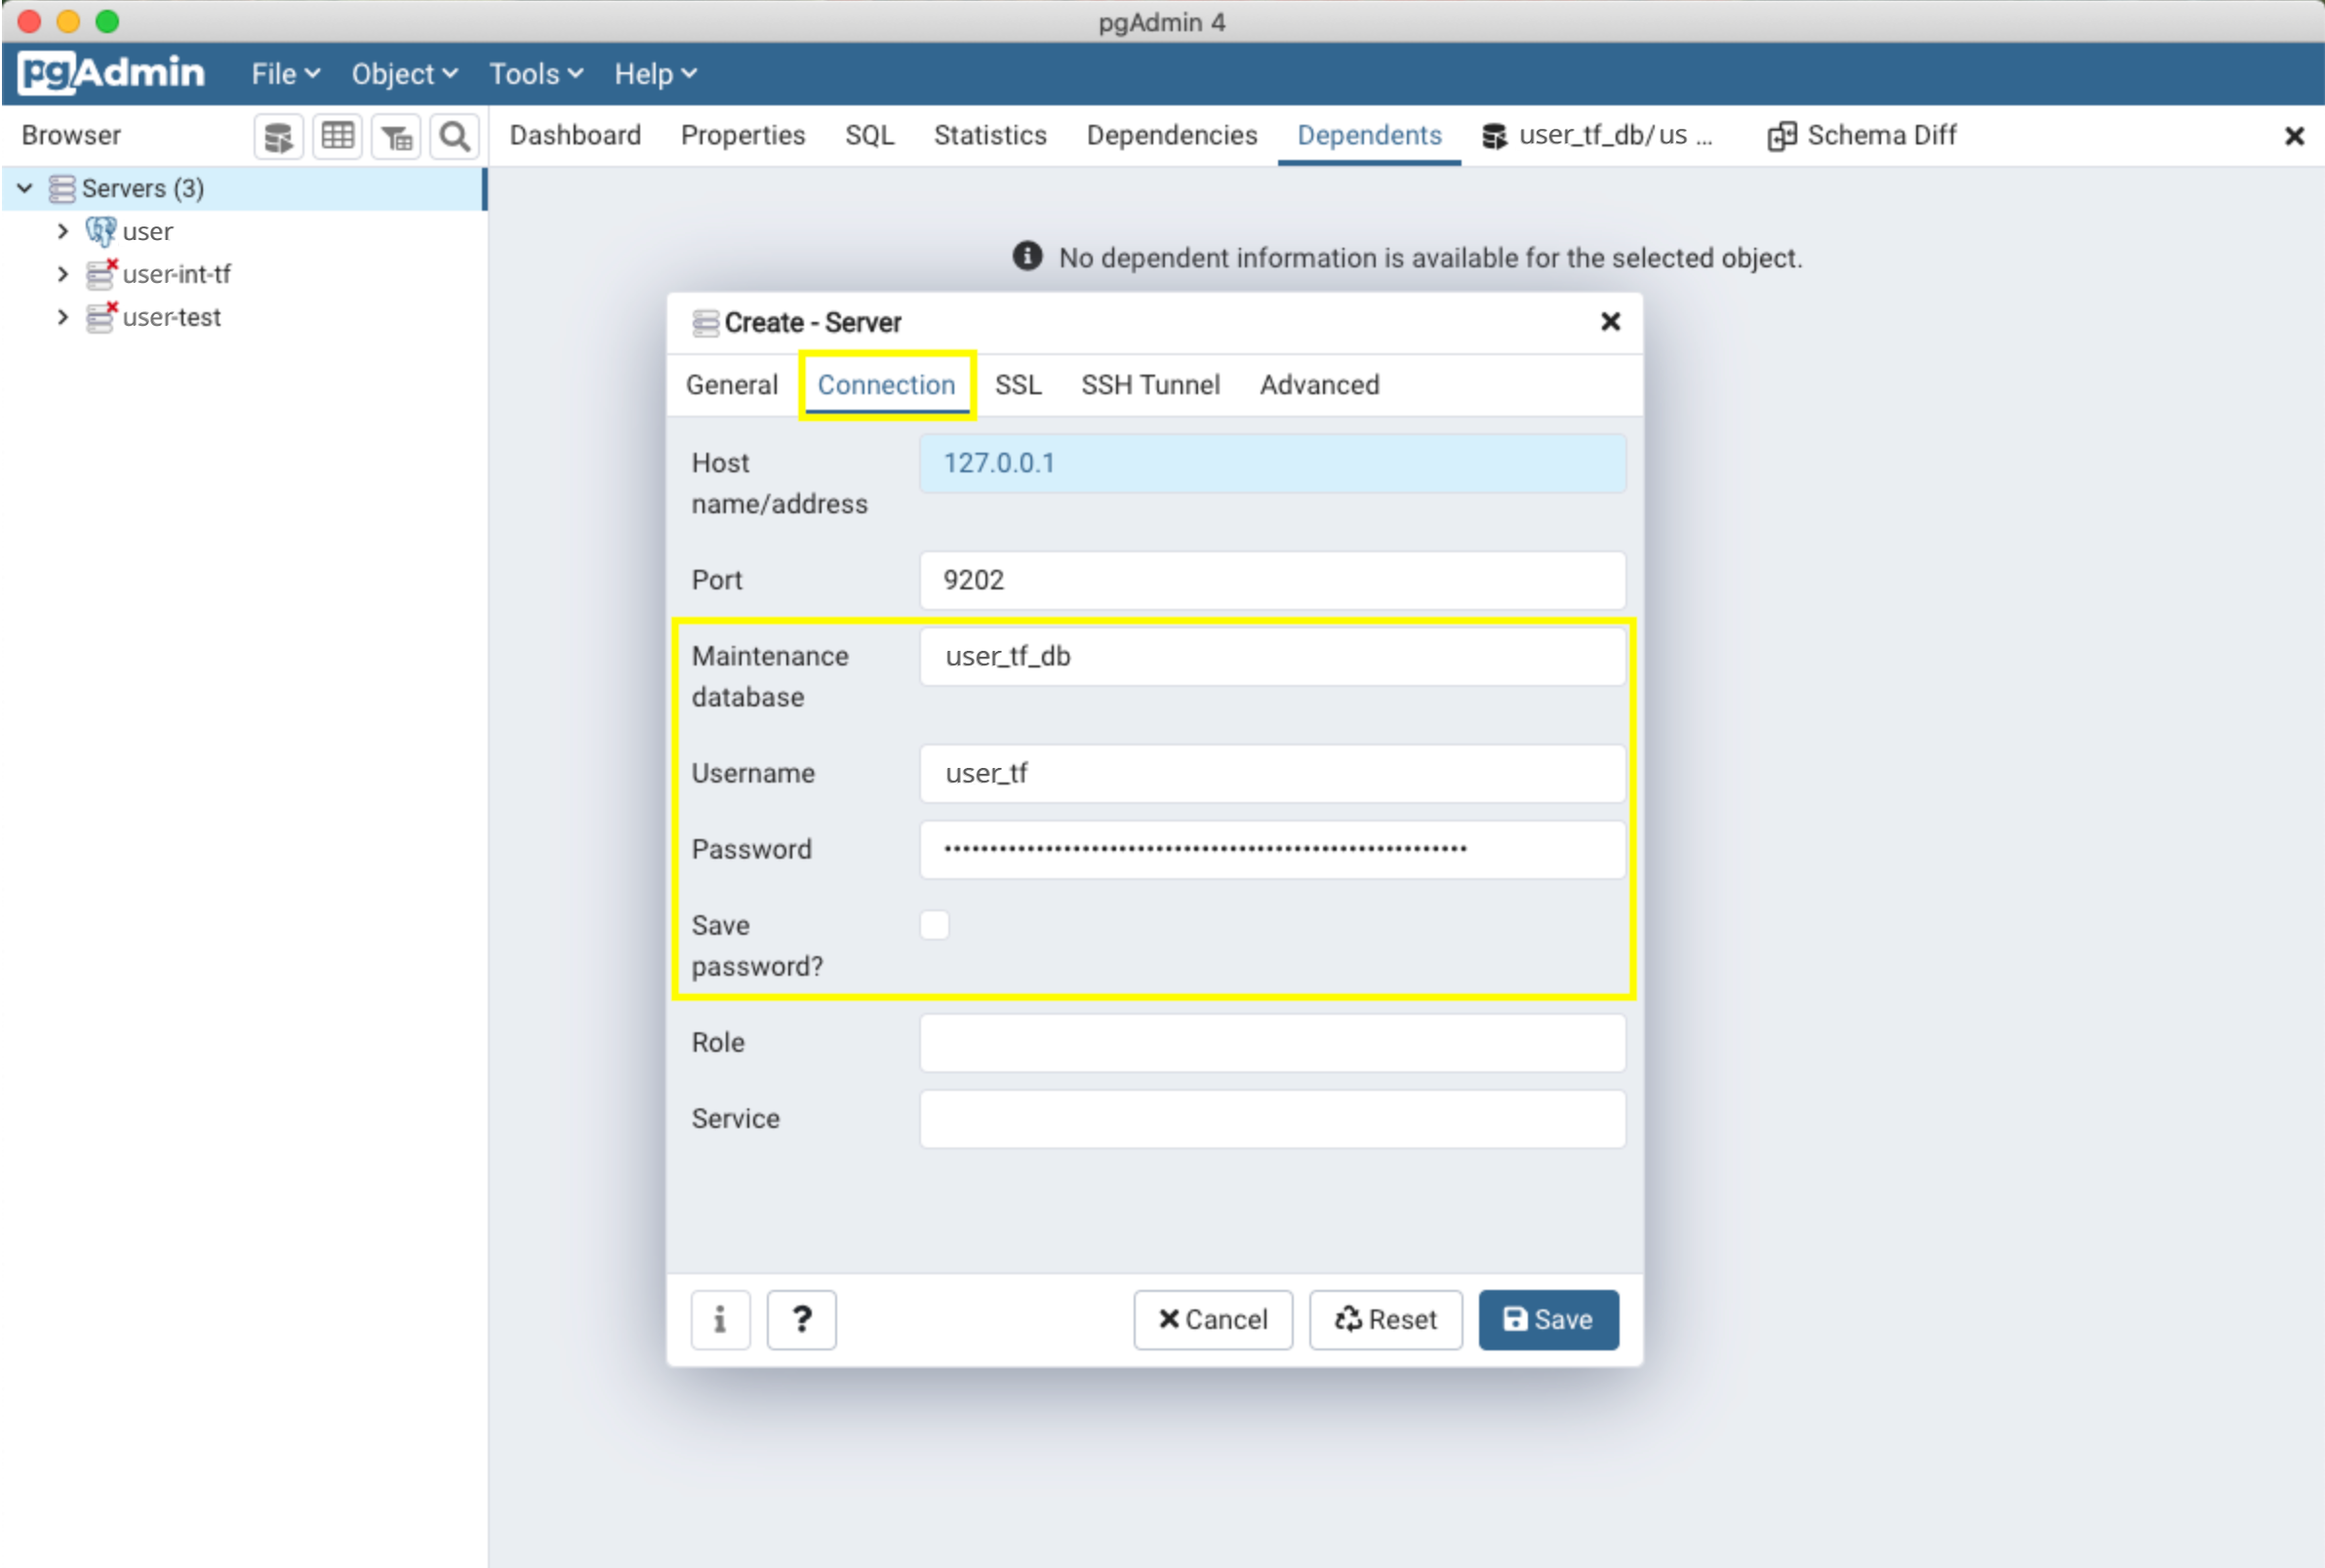 pgAdmin 4
pgAdmin File Object Tools Help
Browser Dashboard Properties SQL Statistics Dependencies Dependents user_tf_db/us ... Schema Diff
Servers (3)
user
user-int-tf
user-test
No dependent information is available for the selected object.
Create - Server
General Connection SSL SSH Tunnel Advanced
Host
name/address
127.0.0.1
Port 9202
Maintenance
database
user_tf_db
Username user_tf
Password ••••••••••••••••••••••••••••••••••••••••••••••••••••••••••
Save
password?
Role
Service
i ? Cancel Reset Save